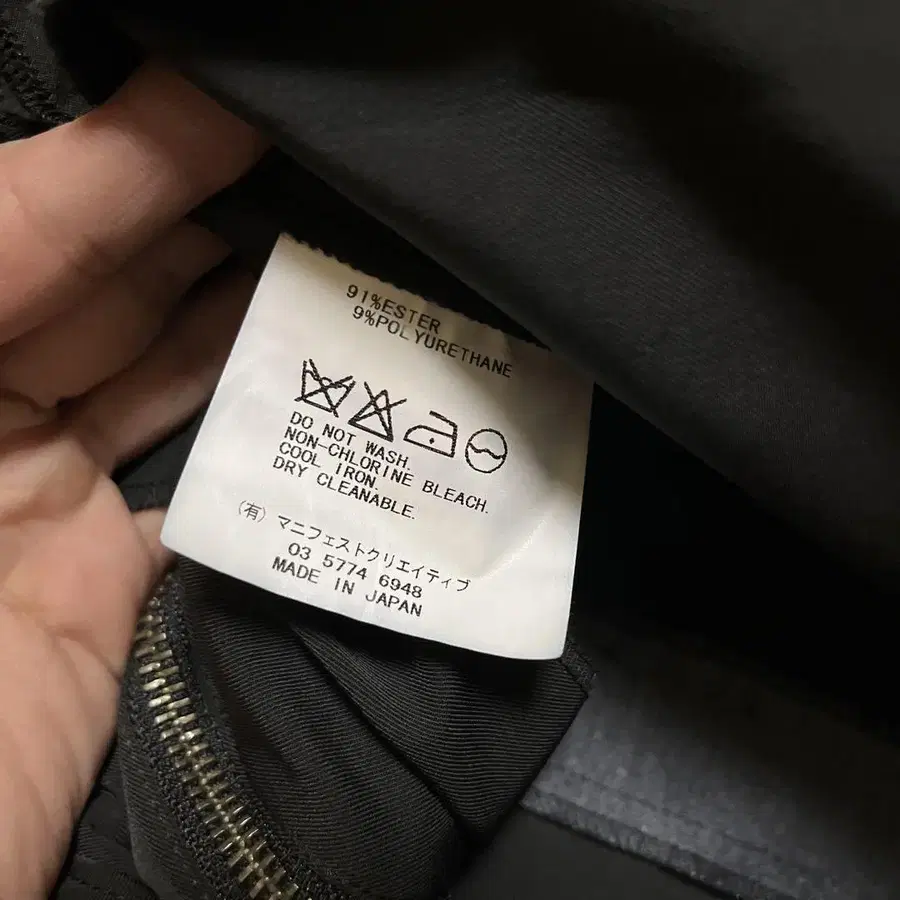 91%ESTER
9%POLYURETHANE
DO NOT WASH.
NON-CHLORINE BLEACH.
COOL IRON.
DRY CLEANABLE.
(有) マニフェストクリエイティブ
03 5774 6948
MADE IN JAPAN